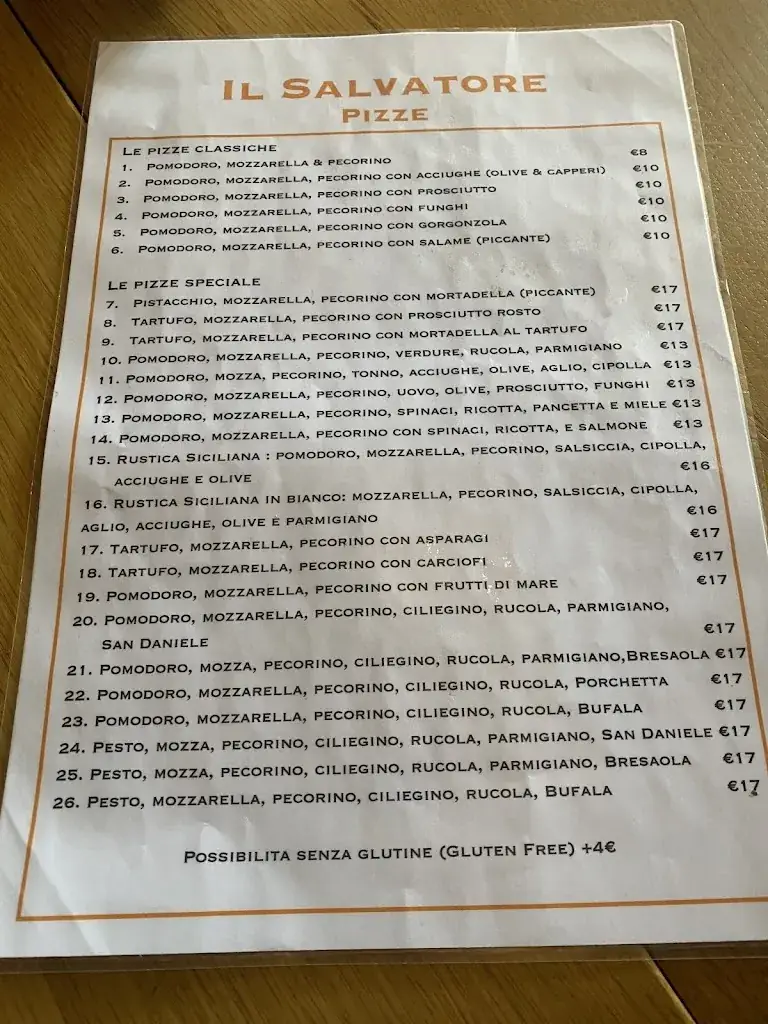 IL SALVATORE
PIZZE
LE PIZZE CLASSICHE
1. POMODORO, MOZZARELLA & PECORINO €8
2. POMODORO, MOZZARELLA, PECORINO CON ACCIUGHE (OLIVE & CAPPERI) €10
3. POMODORO, MOZZARELLA, PECORINO CON PROSCIUTTO €10
4. POMODORO, MOZZARELLA, PECORINO CON FUNGHI €10
5. POMODORO, MOZZARELLA, PECORINO CON GORGONZOLA €10
6. POMODORO, MOZZARELLA, PECORINO CON SALAME (PICCANTE) €10
LE PIZZE SPECIALE
7. PISTACCHIO, MOZZARELLA, PECORINO CON MORTADELLA (PICCANTE) €17
8. TARTUFO, MOZZARELLA, PECORINO CON PROSCIUTTO ROSTO €17
9. TARTUFO, MOZZARELLA, PECORINO CON MORTADELLA AL TARTUFO €17
10. POMODORO, MOZZARELLA, PECORINO, VERDURE, RUCOLA, PARMIGIANO €13
11. POMODORO, MOZZA, PECORINO, TONNO, ACCIUGHE, OLIVE, AGLIO, CIPOLLA €13
12. POMODORO, MOZZARELLA, PECORINO, UOVO, OLIVE, PROSCIUTTO, FUNGHI €13
13. POMODORO, MOZZARELLA, PECORINO, SPINACI, RICOTTA, PANCETTA E MIELE €13
14. POMODORO, MOZZARELLA, PECORINO CON SPINACI, RICOTTA, E SALMONE €13
15. RUSTICA SICILIANA : POMODORO, MOZZARELLA, PECORINO, SALSICCIA, CIPOLLA,
ACCIUGHE E OLIVE €16
16. RUSTICA SICILIANA IN BIANCO: MOZZARELLA, PECORINO, SALSICCIA, CIPOLLA,
AGLIO, ACCIUGHE, OLIVE E PARMIGIANO €16
17. TARTUFO, MOZZARELLA, PECORINO CON ASPARAGI €17
18. TARTUFO, MOZZARELLA, PECORINO CON CARCIOFI €17
19. POMODORO, MOZZARELLA, PECORINO CON FRUTTI DI MARE €17
20. POMODORO, MOZZARELLA, PECORINO, CILIEGINO, RUCOLA, PARMIGIANO,
SAN DANIELE €17
21. POMODORO, MOZZA, PECORINO, CILIEGINO, RUCOLA, PARMIGIANO,BRESAOLA €17
22. POMODORO, MOZZARELLA, PECORINO, CILIEGINO, RUCOLA, PORCHETTA €17
23. POMODORO, MOZZARELLA, PECORINO, CILIEGINO, RUCOLA, BUFALA €17
24. PESTO, MOZZA, PECORINO, CILIEGINO, RUCOLA, PARMIGIANO, SAN DANIELE €17
25. PESTO, MOZZA, PECORINO, CILIEGINO, RUCOLA, PARMIGIANO, BRESAOLA €17
26. PESTO, MOZZARELLA, PECORINO, CILIEGINO, RUCOLA, BUFALA €17
POSSIBILITA SENZA GLUTINE (GLUTEN FREE) +4€